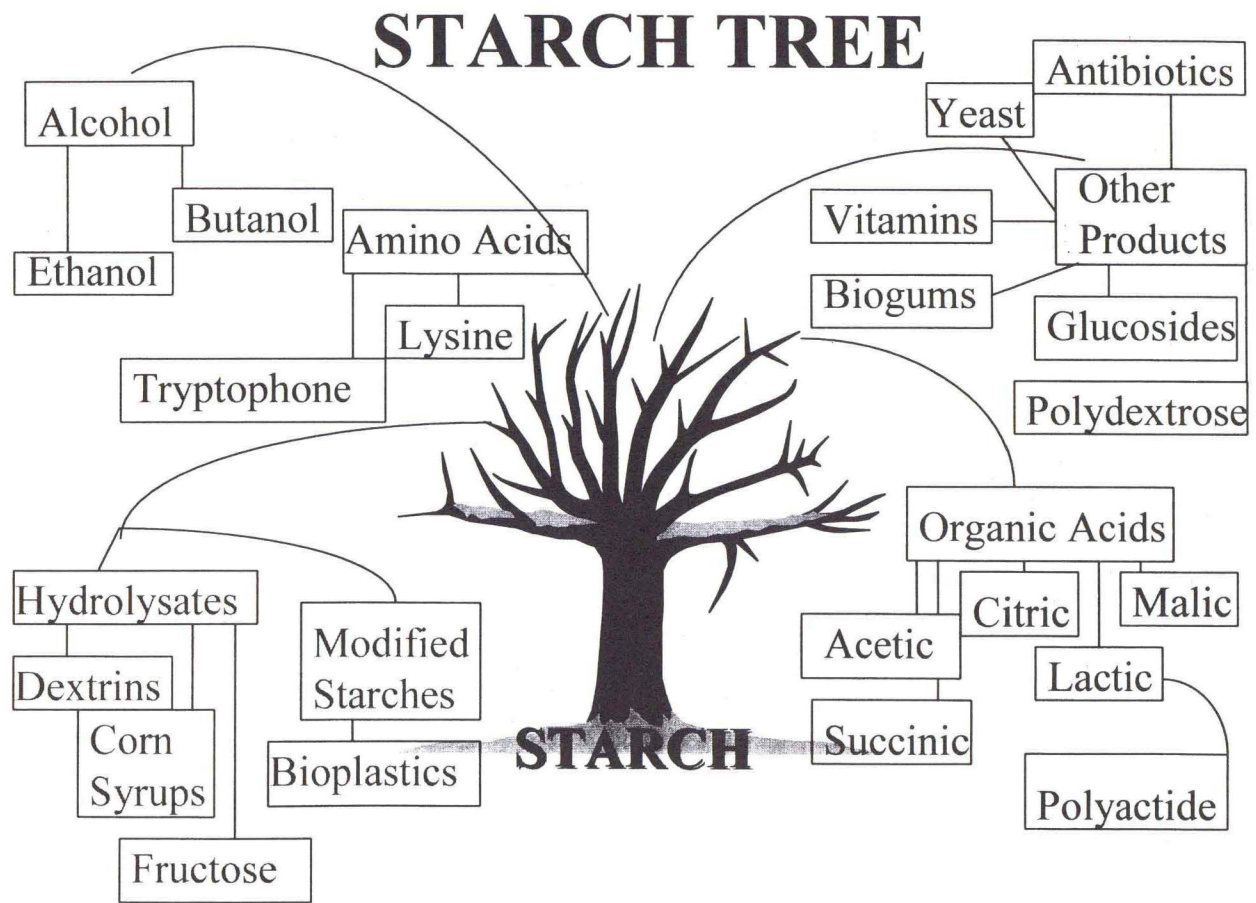 STARCH TREE
Alcohol
Butanol
Ethanol
Amino Acids
Lysine
Tryptophone
Antibiotics
Yeast
Other
Products
Vitamins
Biogums
Glucosides
Polydextrose
Hydrolysates
Dextrins
Corn
Syrups
Fructose
Modified
Starches
Bioplastics
STARCH
Organic Acids
Acetic
Succinic
Citric
Lactic
Malic
Polyactide